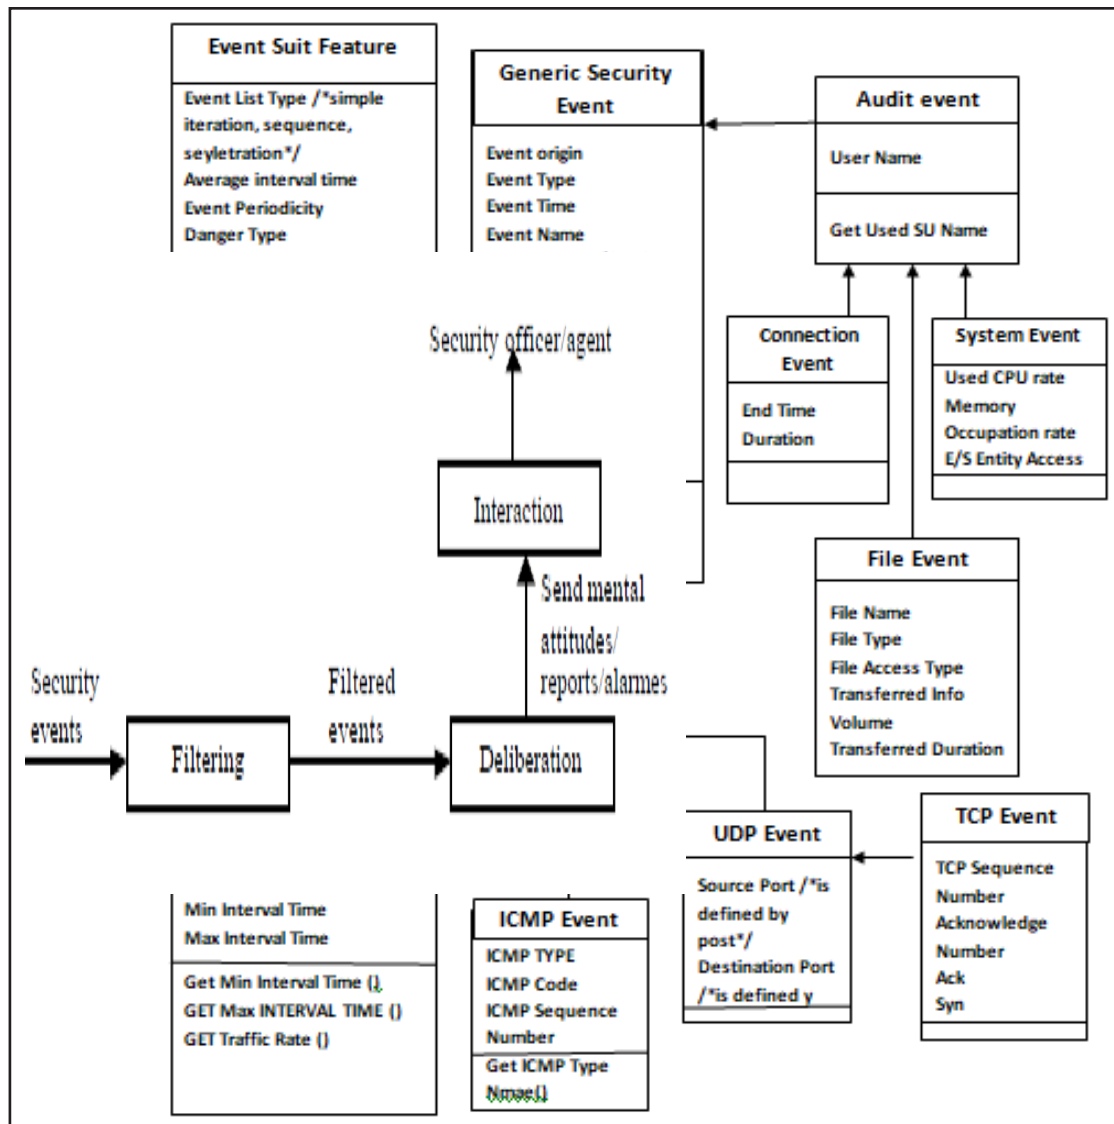 Event Suit Feature
Event List Type /*simple
iteration, sequence,
seyletration*/
Average interval time
Event Periodicity
Danger Type
Generic Security
Event
Event origin
Event Type
Event Time
Event Name
Audit event
User Name
Get Used SU Name
Connection
Event
End Time
Duration
System Event
Used CPU rate
Memory
Occupation rate
E/S Entity Access
Security officer/agent
Interaction
Send mental
attitudes/
reports/alarmes
Security
events
Filtering
Filtered
events
Deliberation
File Event
File Name
File Type
File Access Type
Transferred Info
Volume
Transferred Duration
Min Interval Time
Max Interval Time
Get Min Interval Time ()
GET Max INTERVAL TIME ()
GET Traffic Rate ()
ICMP Event
ICMP TYPE
ICMP Code
ICMP Sequence
Number
Get ICMP Type
Nmae()
UDP Event
Source Port /*is
defined by
post*/
Destination Port
/*is defined y
TCP Event
TCP Sequence
Number
Acknowledge
Number
Ack
Syn